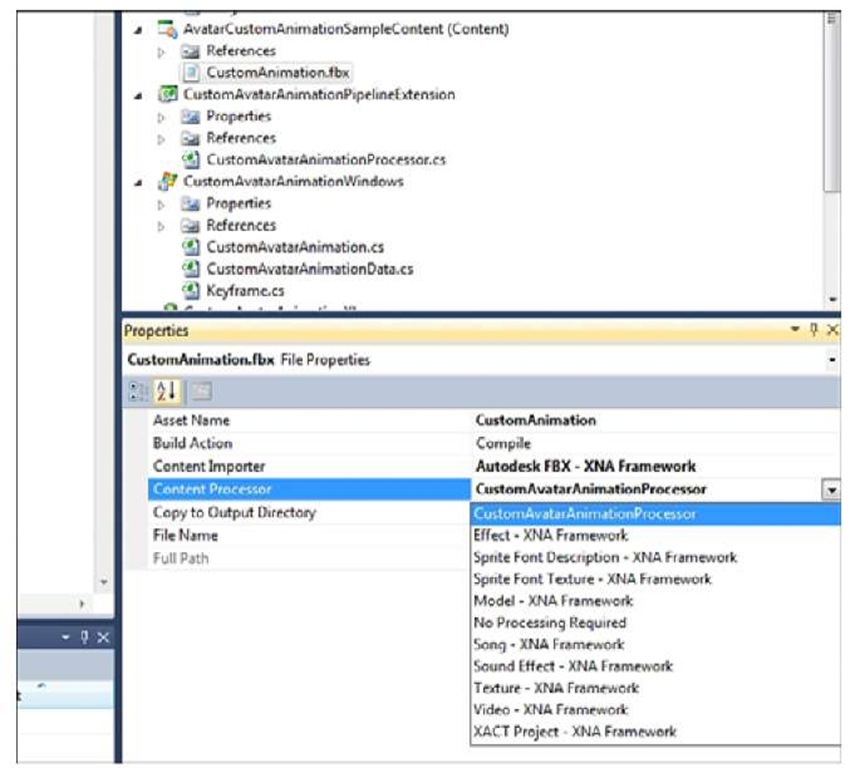 AvatarCustomAnimationSampleContent (Content)
References
CustomAnimation.fbx
CustomAvatarAnimationPipelineExtension
Properties
References
CustomAvatarAnimationProcessor.cs
CustomAvatarAnimationWindows
Properties
References
CustomAvatarAnimation.cs
CustomAvatarAnimationData.cs
Keyframe.cs
Properties
CustomAnimation.fbx File Properties
Asset Name CustomAnimation
Build Action Compile
Content Importer Autodesk FBX - XNA Framework
Content Processor CustomAvatarAnimationProcessor
Copy to Output Directory CustomAvatarAnimationProcessor
File Name Effect - XNA Framework
Full Path Sprite Font Description - XNA Framework
Sprite Font Texture - XNA Framework
Model - XNA Framework
No Processing Required
Song - XNA Framework
Sound Effect - XNA Framework
Texture - XNA Framework
Video - XNA Framework
XACT Project - XNA Framework